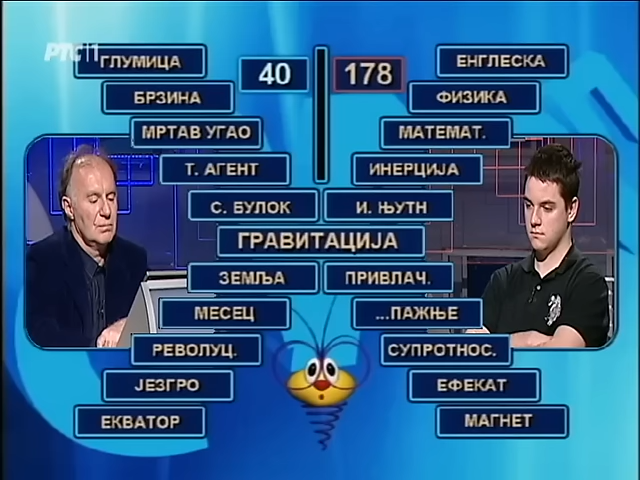 РТС 1
ГЛУМИЦА
ЕНГЛЕСКА
40
178
БРЗИНА
ФИЗИКА
МРТАВ УГАО
МАТЕМАТ.
Т. АГЕНТ
ИНЕРЦИЈА
С. БУЛОК
И. ЊУТН
ГРАВИТАЦИЈА
ЗЕМЉА
ПРИВЛАЧ.
МЕСЕЦ
...ПАЖЊЕ
РЕВОЛУЦ.
СУПРОТНОС.
ЈЕЗГРО
ЕФЕКАТ
ЕКВАТОР
МАГНЕТ